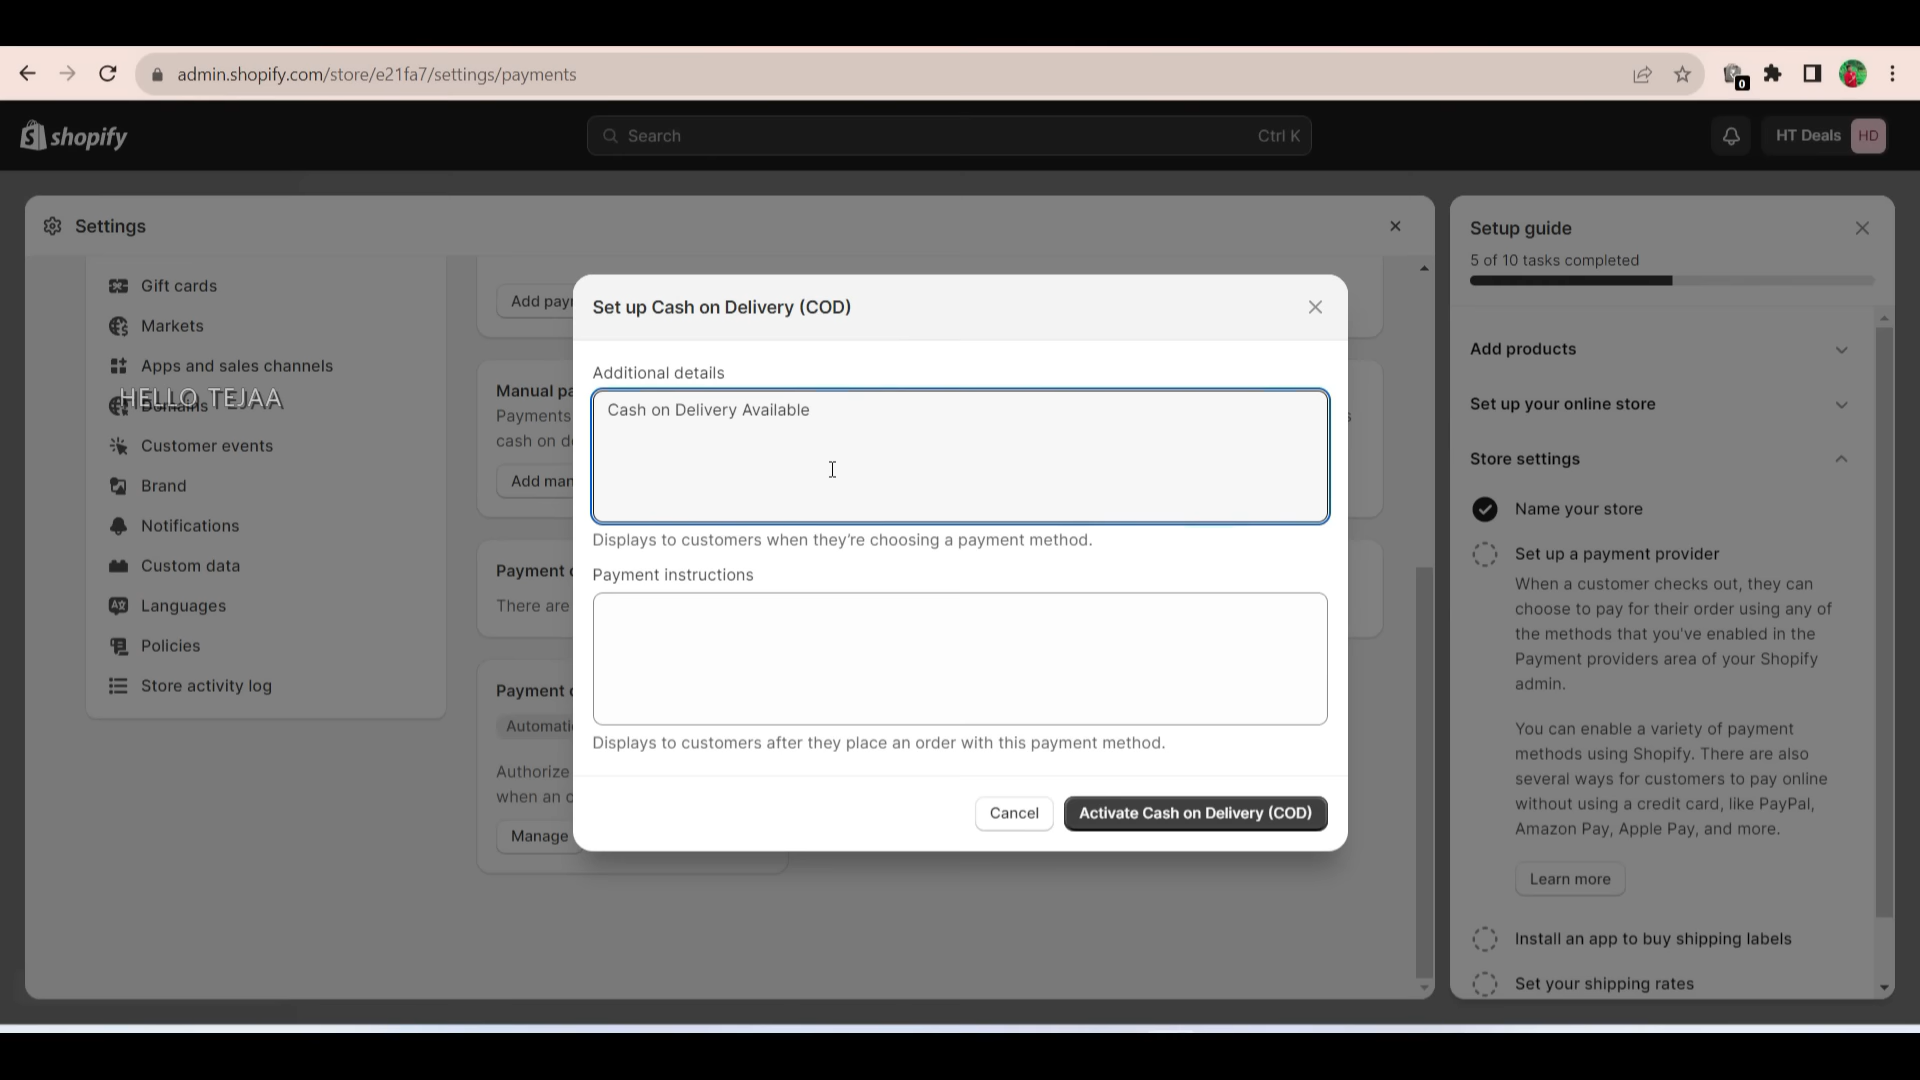 admin.shopify.com/store/e21fa7/settings/payments
0
shopify
Search
Ctrl K
HT Deals
HD
Settings
Gift cards
Markets
Apps and sales channels
HELLO TEJAA
Domains
Customer events
Brand
Notifications
Custom data
Languages
Policies
Store activity log
Manual
Payments
cash on
Payment
There are
Payment
Authorize
Manage
Set up Cash on Delivery (COD)
Additional details
Cash on Delivery Available
Displays to customers when they’re choosing a payment method.
Payment instructions
Displays to customers after they place an order with this payment method.
Cancel
Activate Cash on Delivery (COD)
Setup guide
5 of 10 tasks completed
Add products
Set up your online store
Store settings
Name your store
Set up a payment provider
When a customer checks out, they can
choose to pay for their order using any of
the methods that you've enabled in the
Payment providers area of your Shopify
admin.
You can enable a variety of payment
methods using Shopify. There are also
several ways for customers to pay online
without using a credit card, like PayPal,
Amazon Pay, Apple Pay, and more.
Learn more
Install an app to buy shipping labels
Set your shipping rates